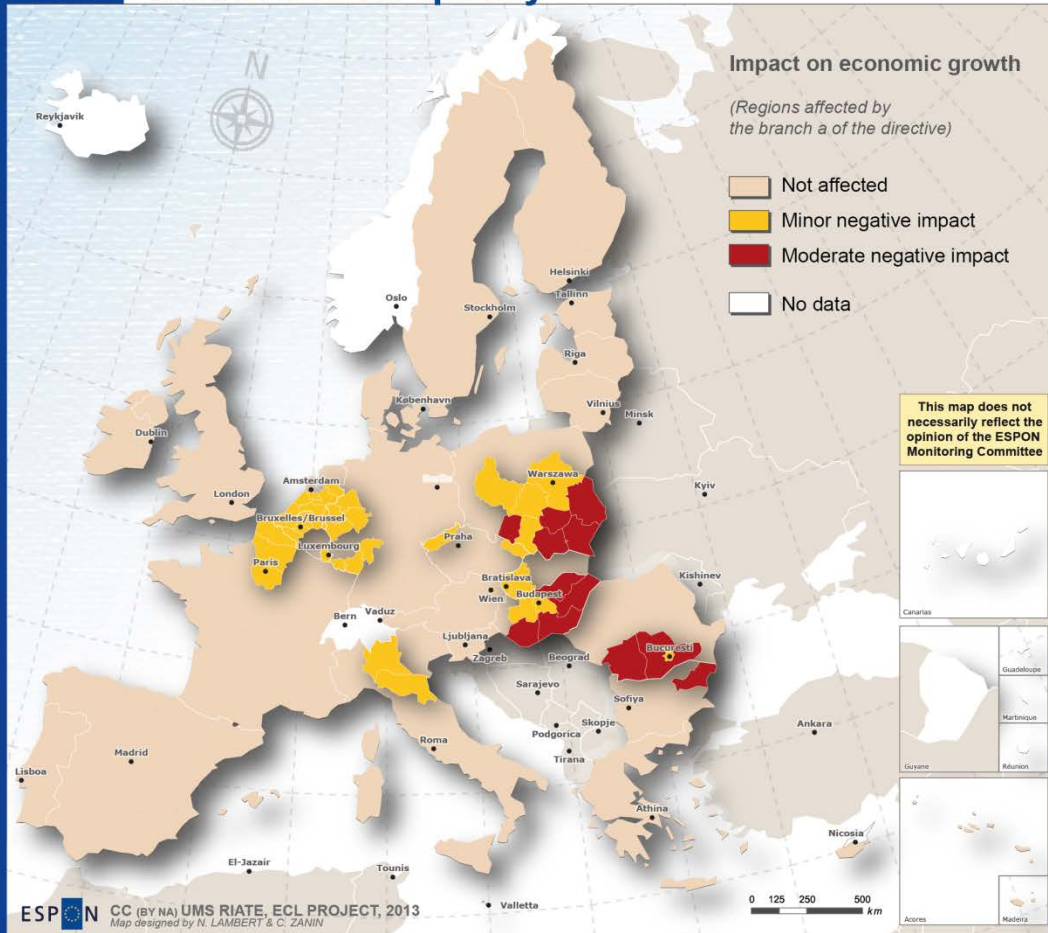 Impact on economic growth
(Regions affected by
the branch a of the directive)
Not affected
Minor negative impact
Moderate negative impact
No data
This map does not
necessarily reflect the
opinion of the ESPON
Monitoring Committee
Reykjavik
N
Oslo
Stockholm
Helsinki
Tallinn
Riga
København
Vilnius
Minsk
Dublin
Amsterdam
London
Warszawa
Kyiv
Bruxelles/Brussel
Luxembourg
Praha
Paris
Bratislava
Wien
Budapest
Kishinev
Bern
Vaduz
Ljubljana
Zagreb
Beograd
Bucuresti
Sarajevo
Sofiya
Skopje
Podgorica
Tirana
Ankara
Roma
Madrid
Lisboa
Athina
Nicosia
El-Jazair
Tounis
Valletta
Canarias
Guadeloupe
Martinique
Guyane
Réunion
Acores
Madeira
0 125 250 500
km
ESPON
CC (BY NA) UMS RIATE, ECL PROJECT, 2013
Map designed by N. LAMBERT & C. ZANIN